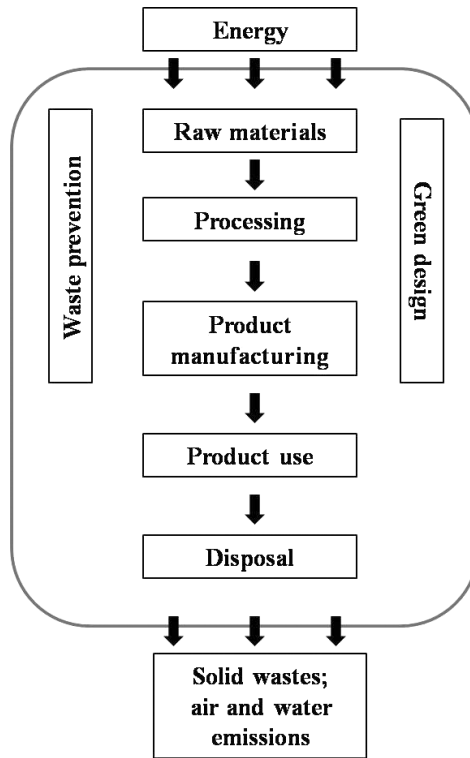 Energy
Raw materials
Waste prevention
Green design
Processing
Product
manufacturing
Product use
Disposal
Solid wastes;
air and water
emissions